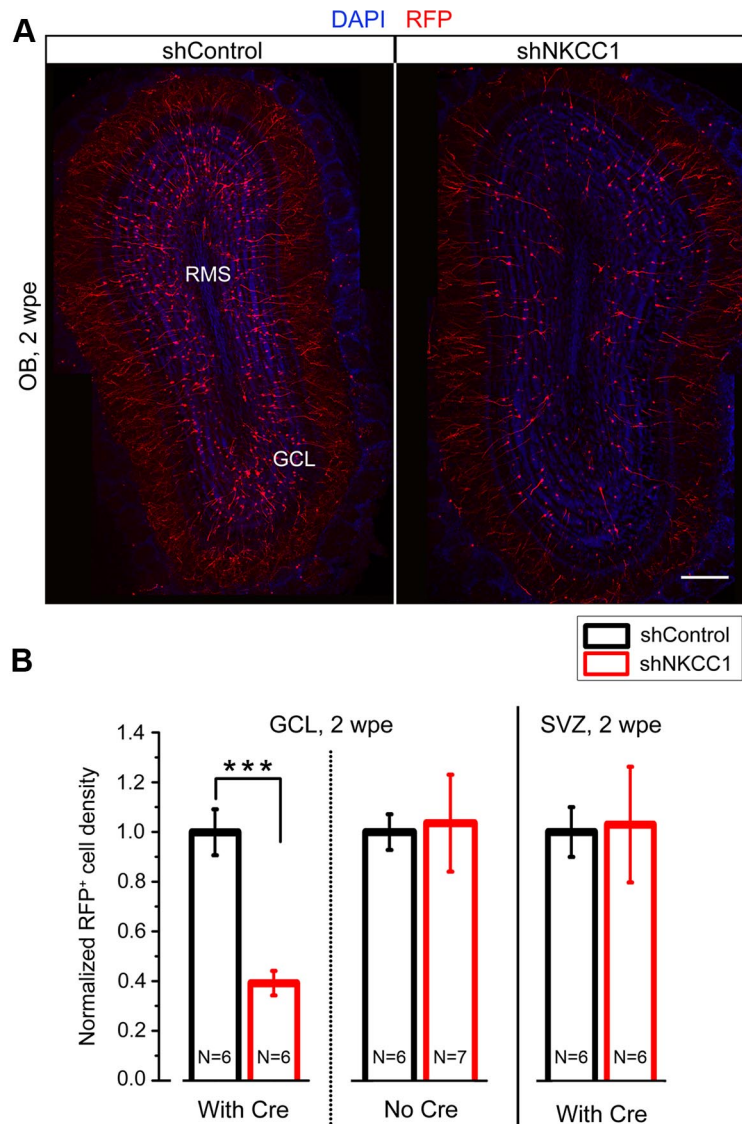 A
DAPI RFP
shControl shNKCC1
OB, 2 wpe
RMS
GCL
shControl
shNKCC1
B
GCL, 2 wpe SVZ, 2 wpe
Normalized RFP⁺ cell density
1.4
1.2
1.0
0.8
0.6
0.4
0.2
0.0
***
N=6 N=6 N=6 N=7 N=6 N=6
With Cre No Cre With Cre